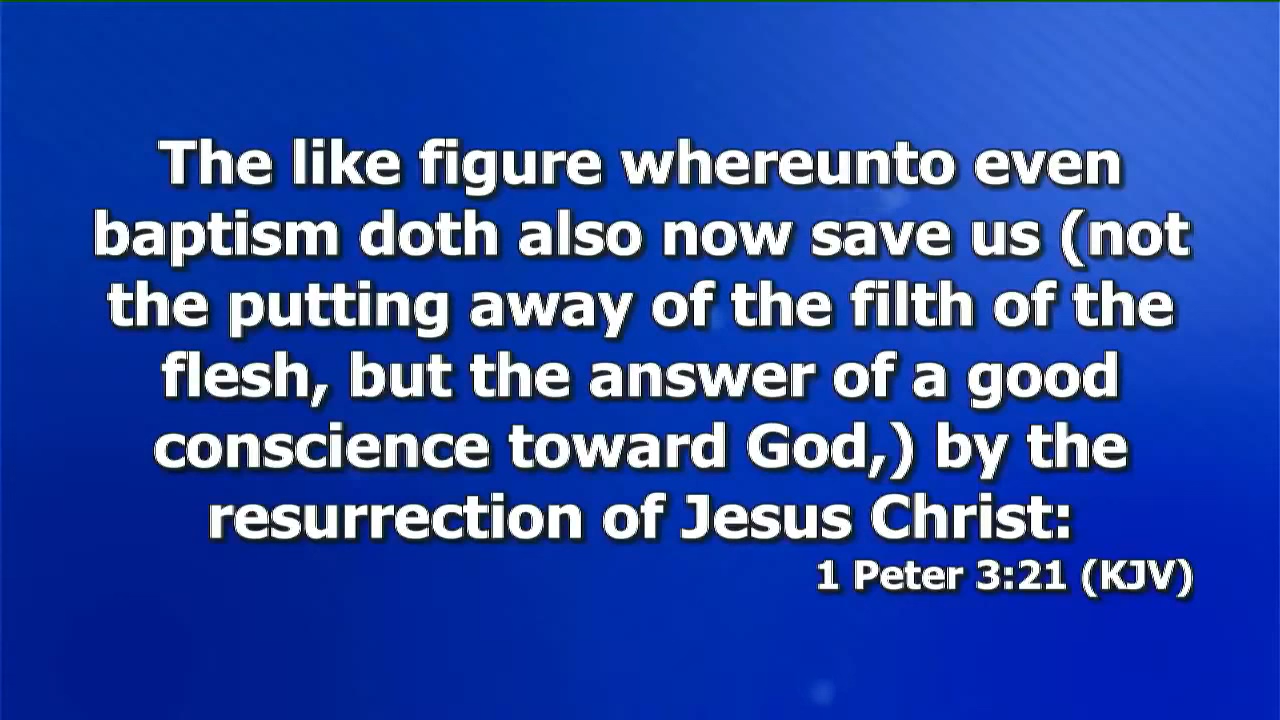 The like figure whereunto even
baptism doth also now save us (not
the putting away of the filth of the
flesh, but the answer of a good
conscience toward God,) by the
resurrection of Jesus Christ:
1 Peter 3:21 (KJV)